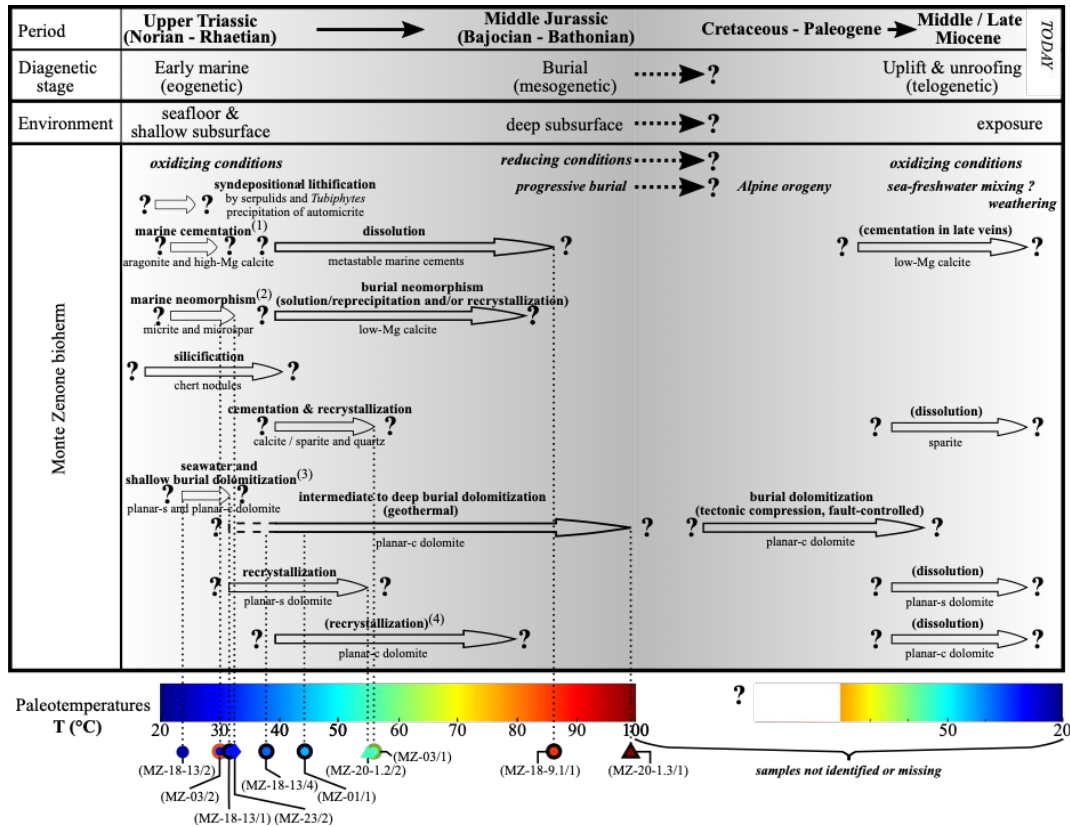 Period
Upper Triassic
(Norian - Rhaetian)
Middle Jurassic
(Bajocian - Bathonian)
Cretaceous - Paleogene
Middle / Late
Miocene
TODAY
Diagenetic
stage
Early marine
(eogenetic)
Burial
(mesogenetic)
?
Uplift & unroofing
(telogenetic)
Environment
seafloor &
shallow subsurface
deep subsurface
?
exposure
Monte Zenone bioherm
oxidizing conditions
reducing conditions
?
oxidizing conditions
progressive burial
?
Alpine orogeny
sea-freshwater mixing ?
weathering
? ?
syndepositional lithification
by serpulids and Tubiphytes
precipitation of automicrite
marine cementation(1)
? ?
aragonite and high-Mg calcite
dissolution
? ?
metastable marine cements
(cementation in late veins)
? ?
low-Mg calcite
marine neomorphism(2)
?
micrite and microspar
burial neomorphism
(solution/reprecipitation and/or recrystallization)
? ?
low-Mg calcite
silicification
? ?
chert nodules
cementation & recrystallization
? ?
calcite / sparite and quartz
(dissolution)
? ?
sparite
seawater and
shallow burial dolomitization(3)
? ?
planar-s and planar-c dolomite
intermediate to deep burial dolomitization
(geothermal)
? ?
planar-c dolomite
burial dolomitization
(tectonic compression, fault-controlled)
? ?
planar-c dolomite
recrystallization
? ?
planar-s dolomite
(dissolution)
? ?
planar-s dolomite
(recrystallization)(4)
? ?
planar-c dolomite
(dissolution)
? ?
planar-c dolomite
Paleotemperatures
T (°C)
20 30 40 50 60 70 80 90 100
?
50 20
(MZ-18-13/2)
(MZ-03/2)
(MZ-18-13/1)
(MZ-23/2)
(MZ-18-13/4)
(MZ-01/1)
(MZ-20-1.2/2)
(MZ-03/1)
(MZ-18-9.1/1)
(MZ-20-1.3/1)
samples not identified or missing